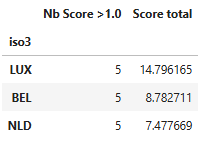 Nb Score >1.0 Score total
iso3
LUX 5 14.796165
BEL 5 8.782711
NLD 5 7.477669